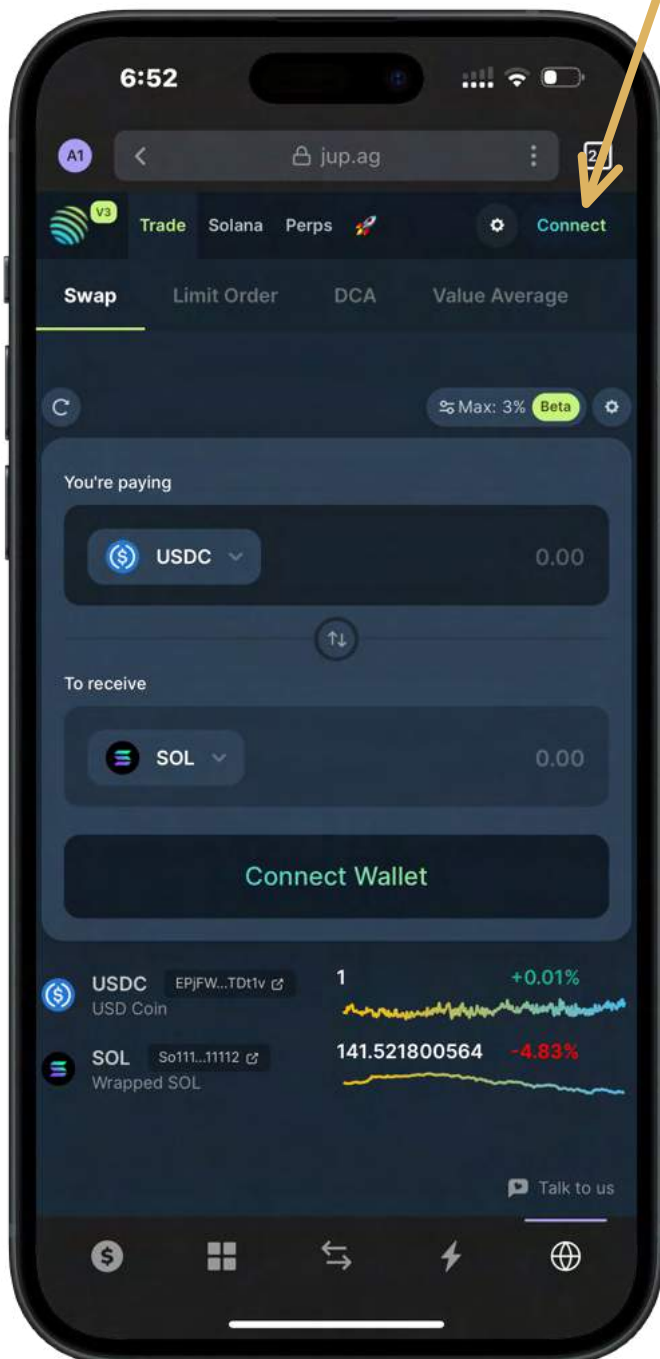 6:52
A1
jup.ag
V3
Trade Solana Perps
Connect
Swap Limit Order DCA Value Average
Max: 3% Beta
You're paying
USDC
0.00
To receive
SOL
0.00
Connect Wallet
USDC EPjFW...TDt1v 1 +0.01%
USD Coin
SOL So111...11112 141.521800564 -4.83%
Wrapped SOL
Talk to us